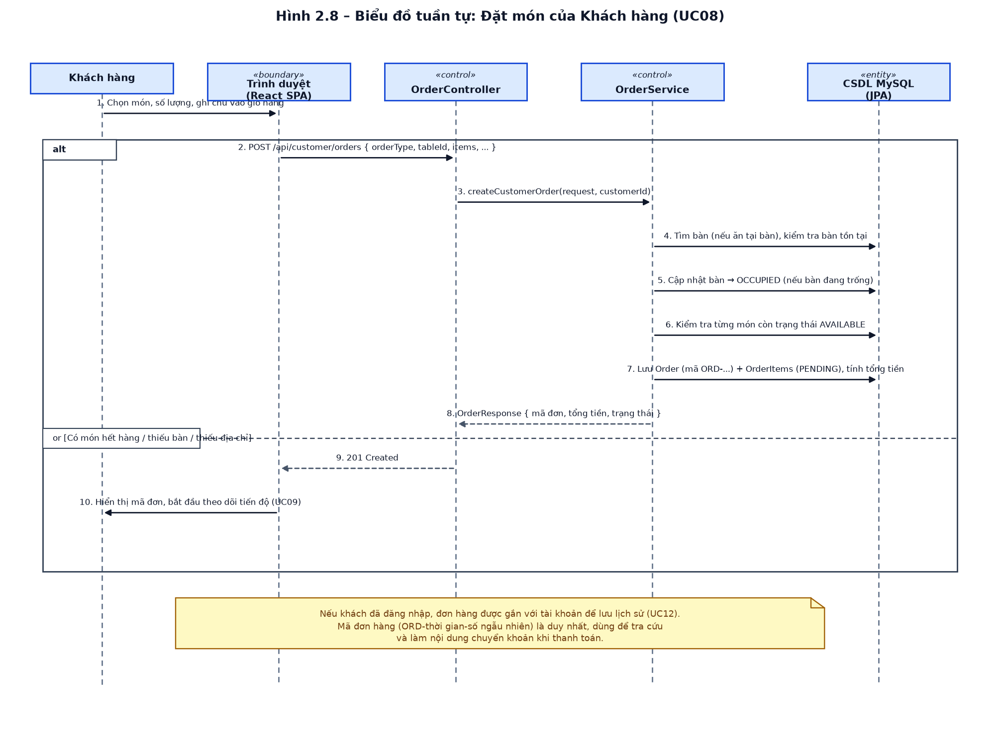 Hình 2.8 – Biểu đồ tuần tự: Đặt món của Khách hàng (UC08)
Khách hàng
«boundary»
Trình duyệt
(React SPA)
«control»
OrderController
«control»
OrderService
«entity»
CSDL MySQL
(JPA)
1. Chọn món, số lượng, ghi chú vào giỏ hàng
alt
2. POST /api/customer/orders { orderType, tableId, items, ... }
3. createCustomerOrder(request, customerId)
4. Tìm bàn (nếu ăn tại bàn), kiểm tra bàn tồn tại
5. Cập nhật bàn → OCCUPIED (nếu bàn đang trống)
6. Kiểm tra từng món còn trạng thái AVAILABLE
7. Lưu Order (mã ORD-...) + OrderItems (PENDING), tính tổng tiền
8. OrderResponse { mã đơn, tổng tiền, trạng thái }
or [Có món hết hàng / thiếu bàn / thiếu địa chỉ]
9. 201 Created
10. Hiển thị mã đơn, bắt đầu theo dõi tiến độ (UC09)
Nếu khách đã đăng nhập, đơn hàng được gắn với tài khoản để lưu lịch sử (UC12).
Mã đơn hàng (ORD-thời gian-số ngẫu nhiên) là duy nhất, dùng để tra cứu
và làm nội dung chuyển khoản khi thanh toán.